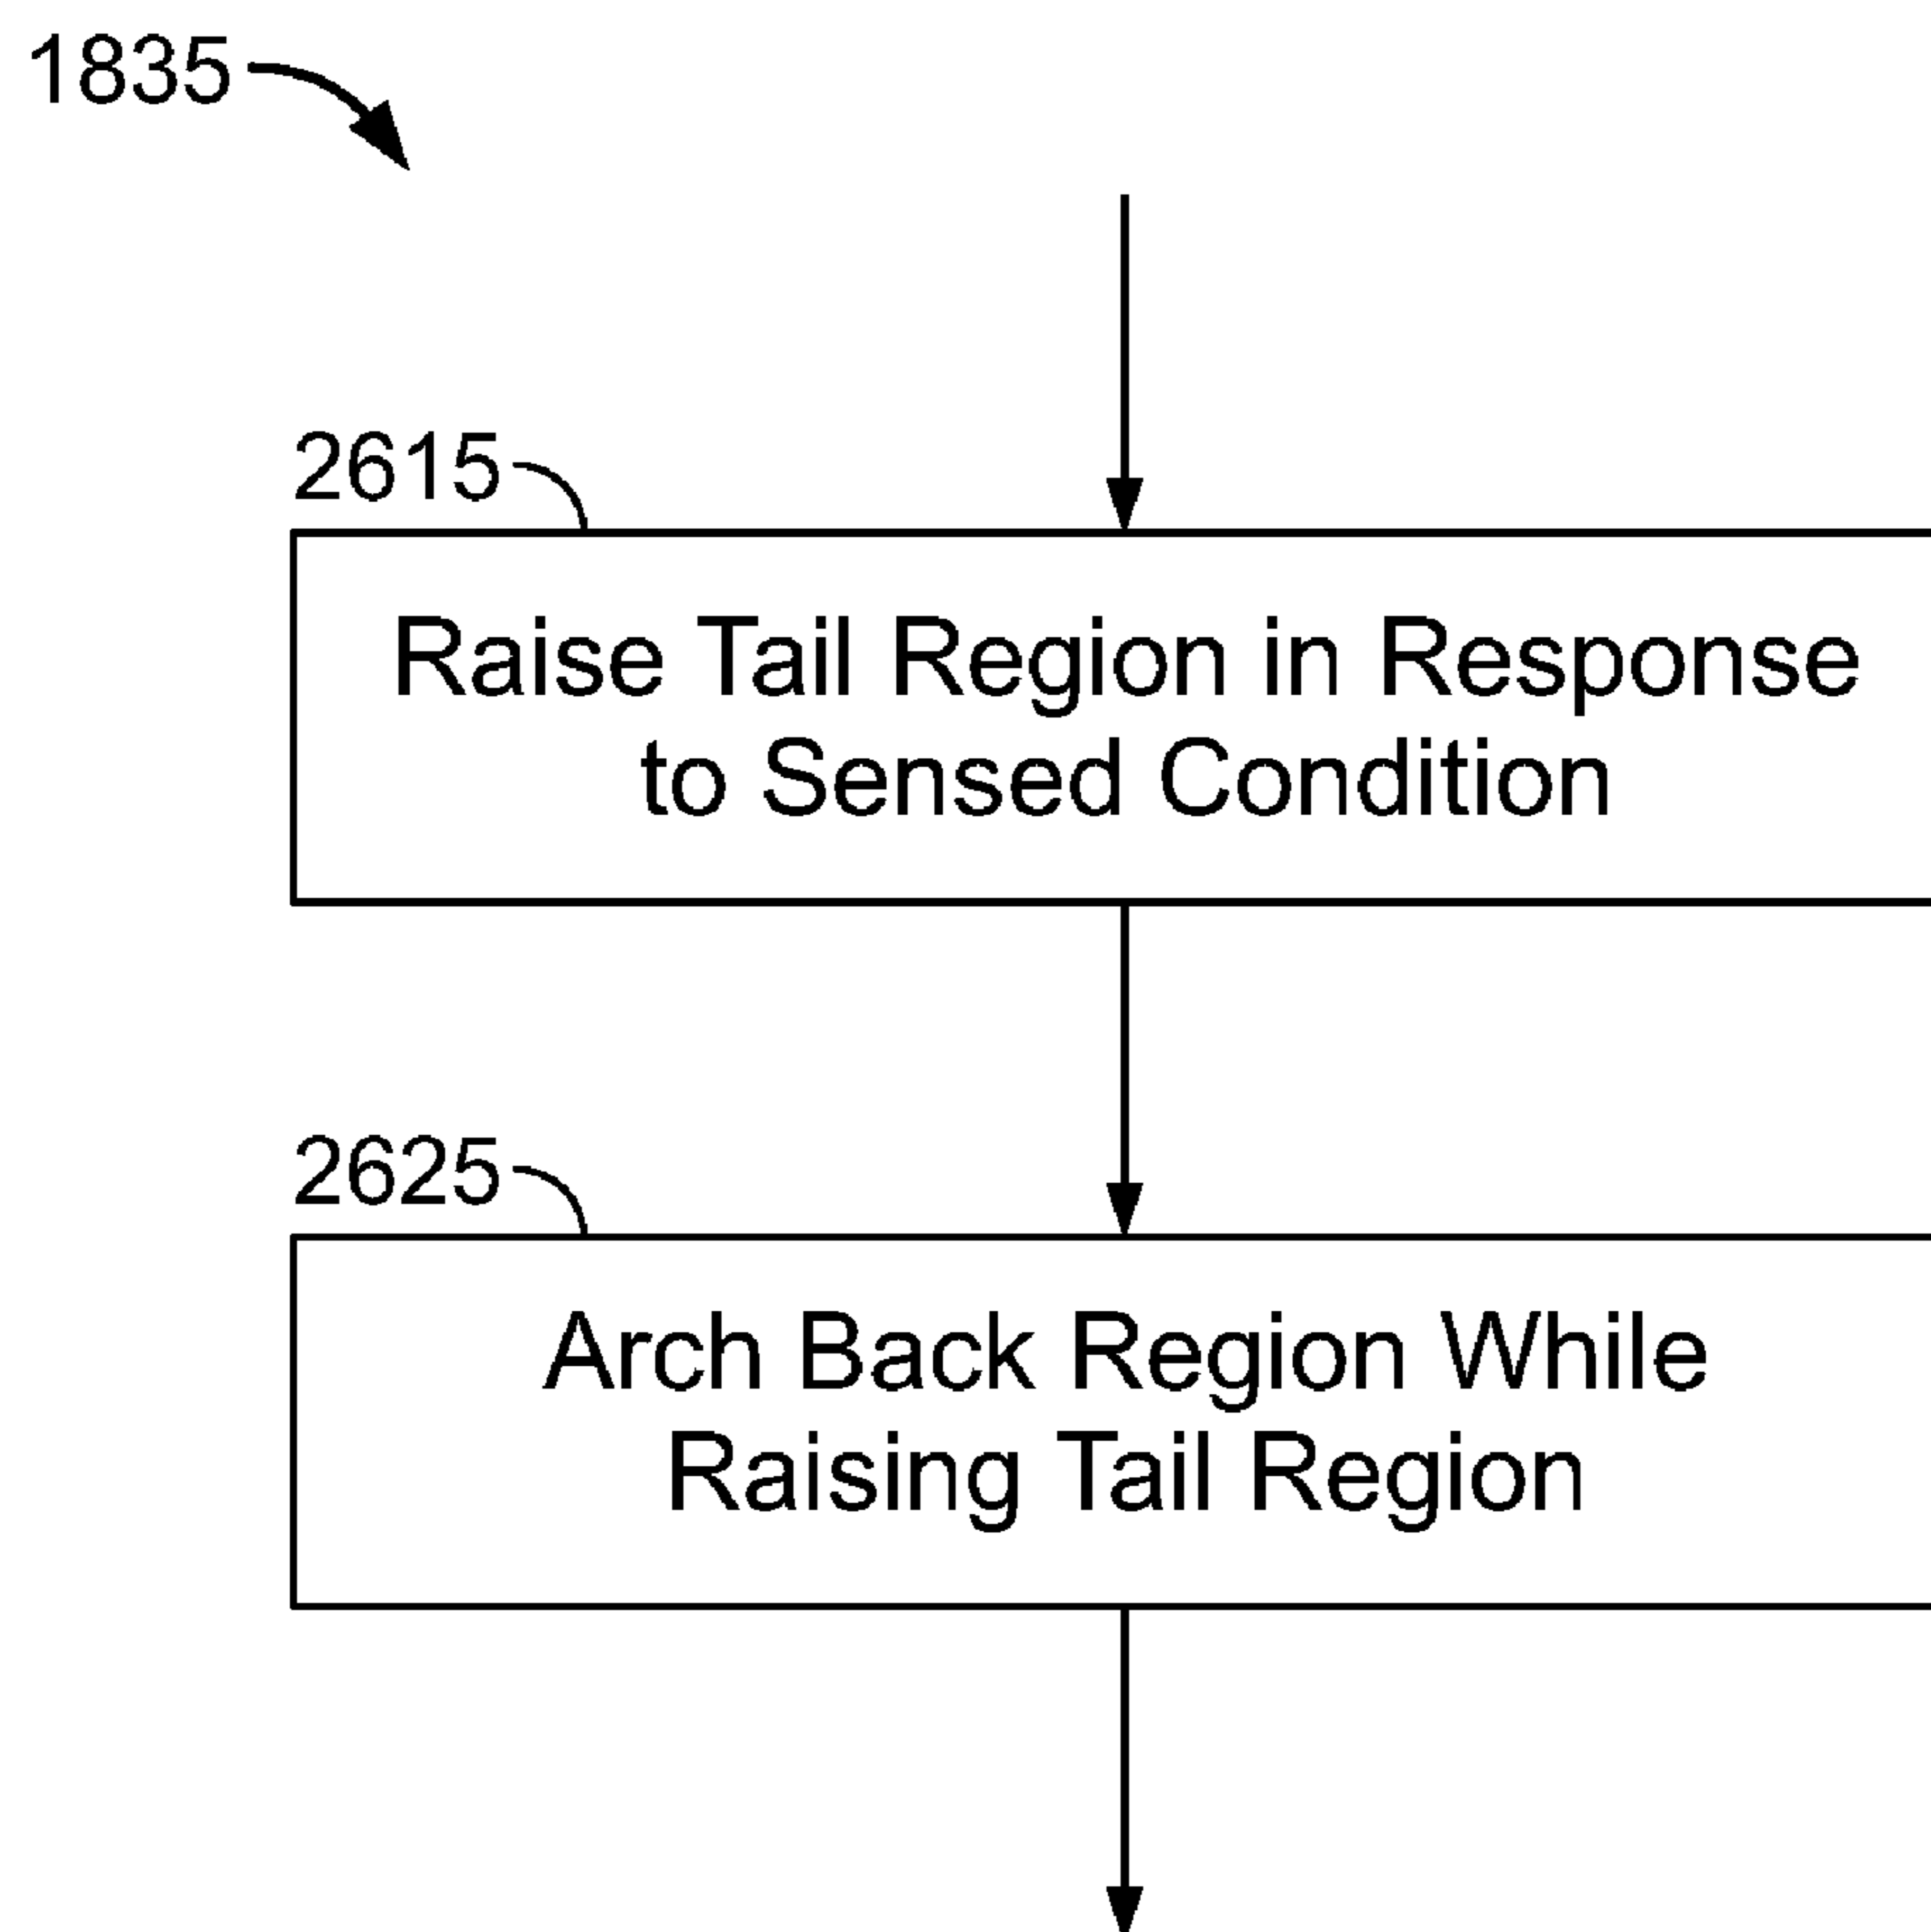 1835
2615
Raise Tail Region in Response
to Sensed Condition
2625
Arch Back Region While
Raising Tail Region